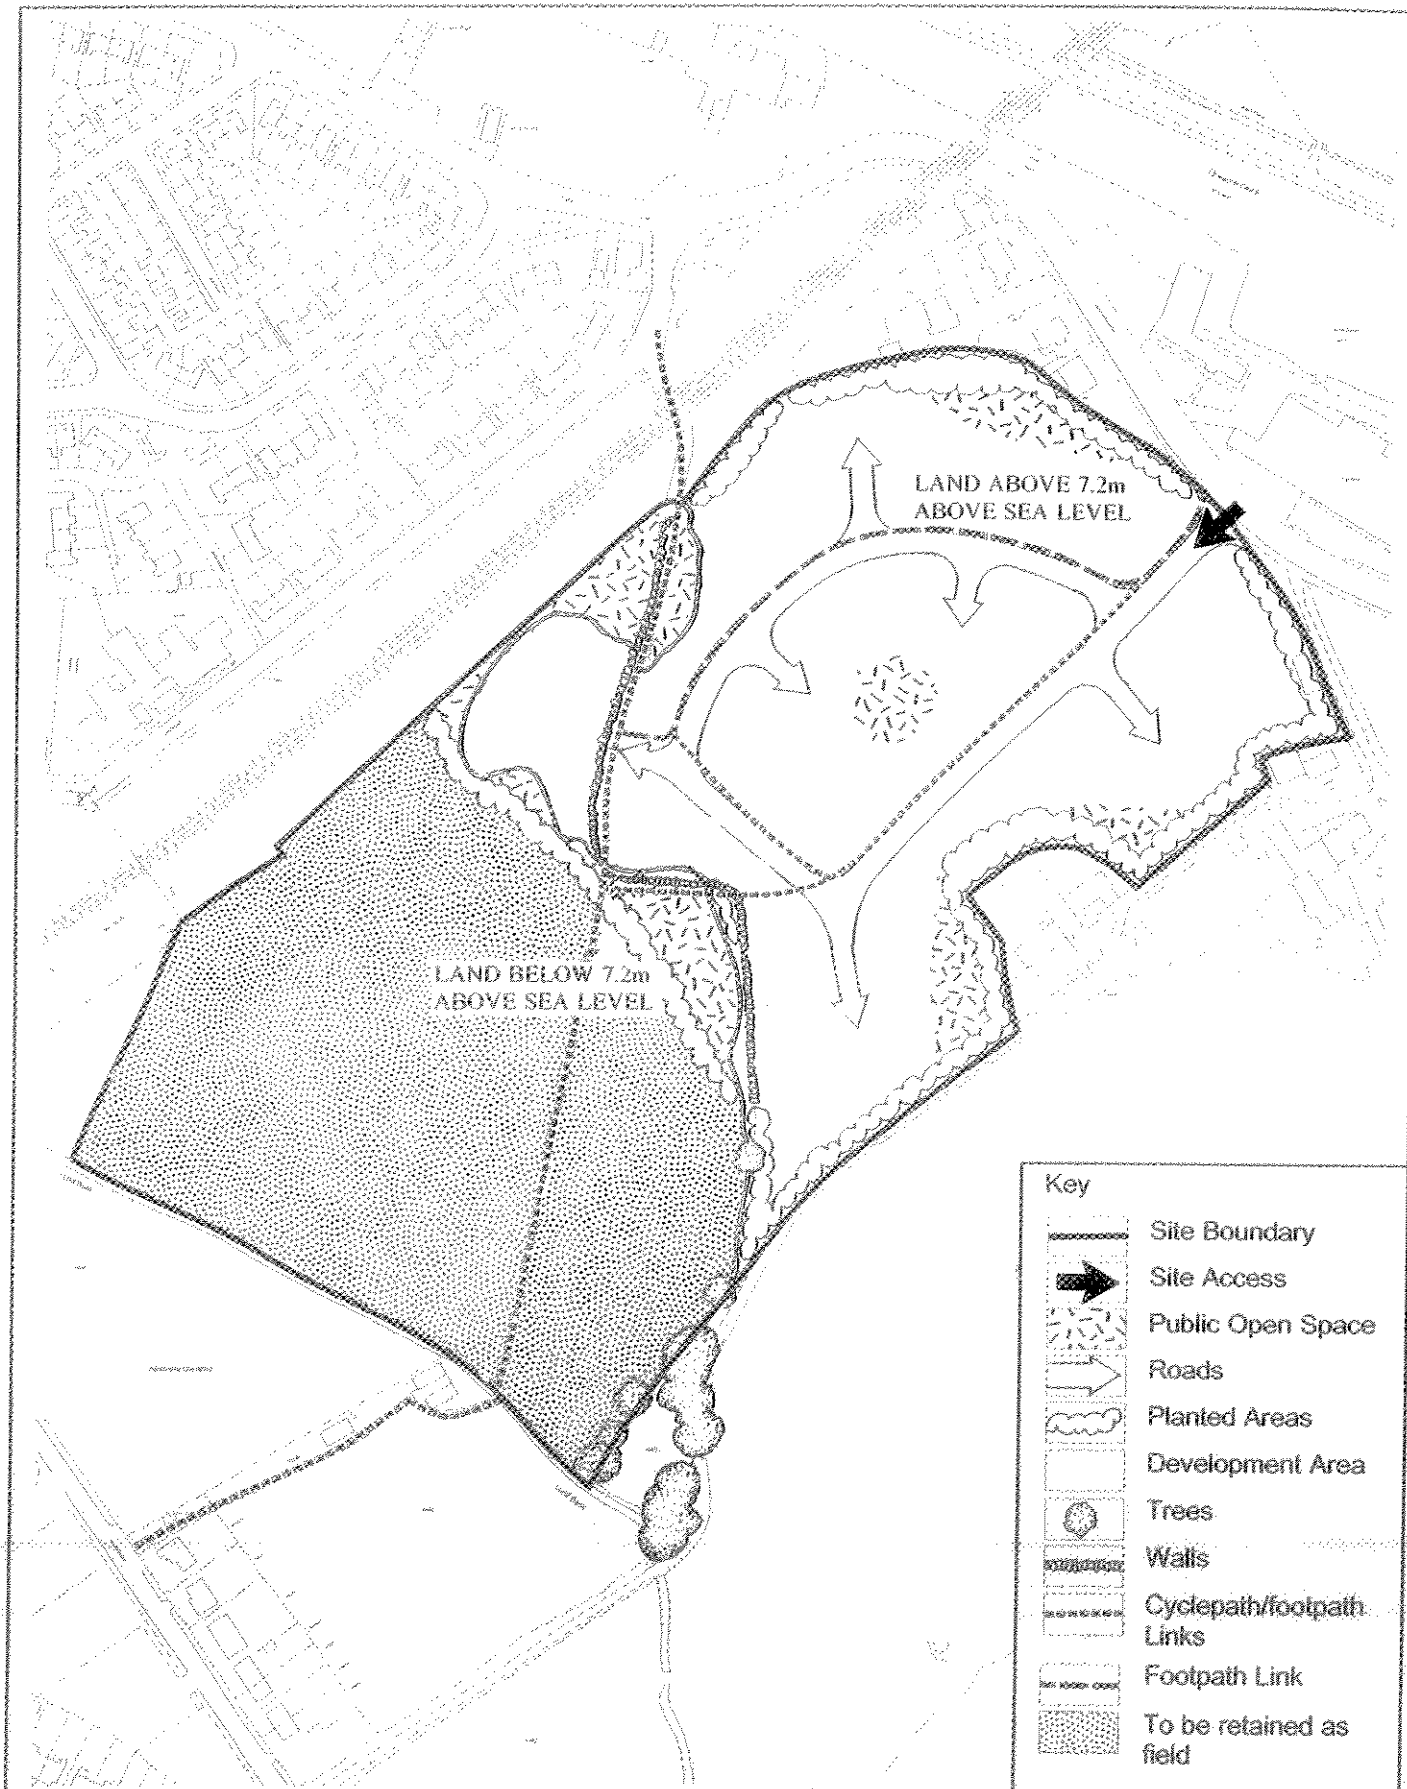 LAND ABOVE 7.2m
ABOVE SEA LEVEL
LAND BELOW 7.2m
ABOVE SEA LEVEL
Key
Site Boundary
Site Access
Public Open Space
Roads
Planted Areas
Development Area
Trees
Walls
Cyclepath/footpath
Links
Footpath Link
To be retained as
field